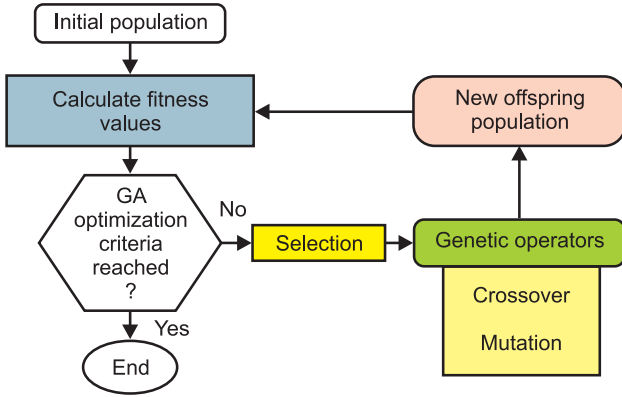 Initial population
Calculate fitness
values
New offspring
population
GA
optimization
criteria
reached
?
No
Selection
Genetic operators
Crossover
Mutation
Yes
End